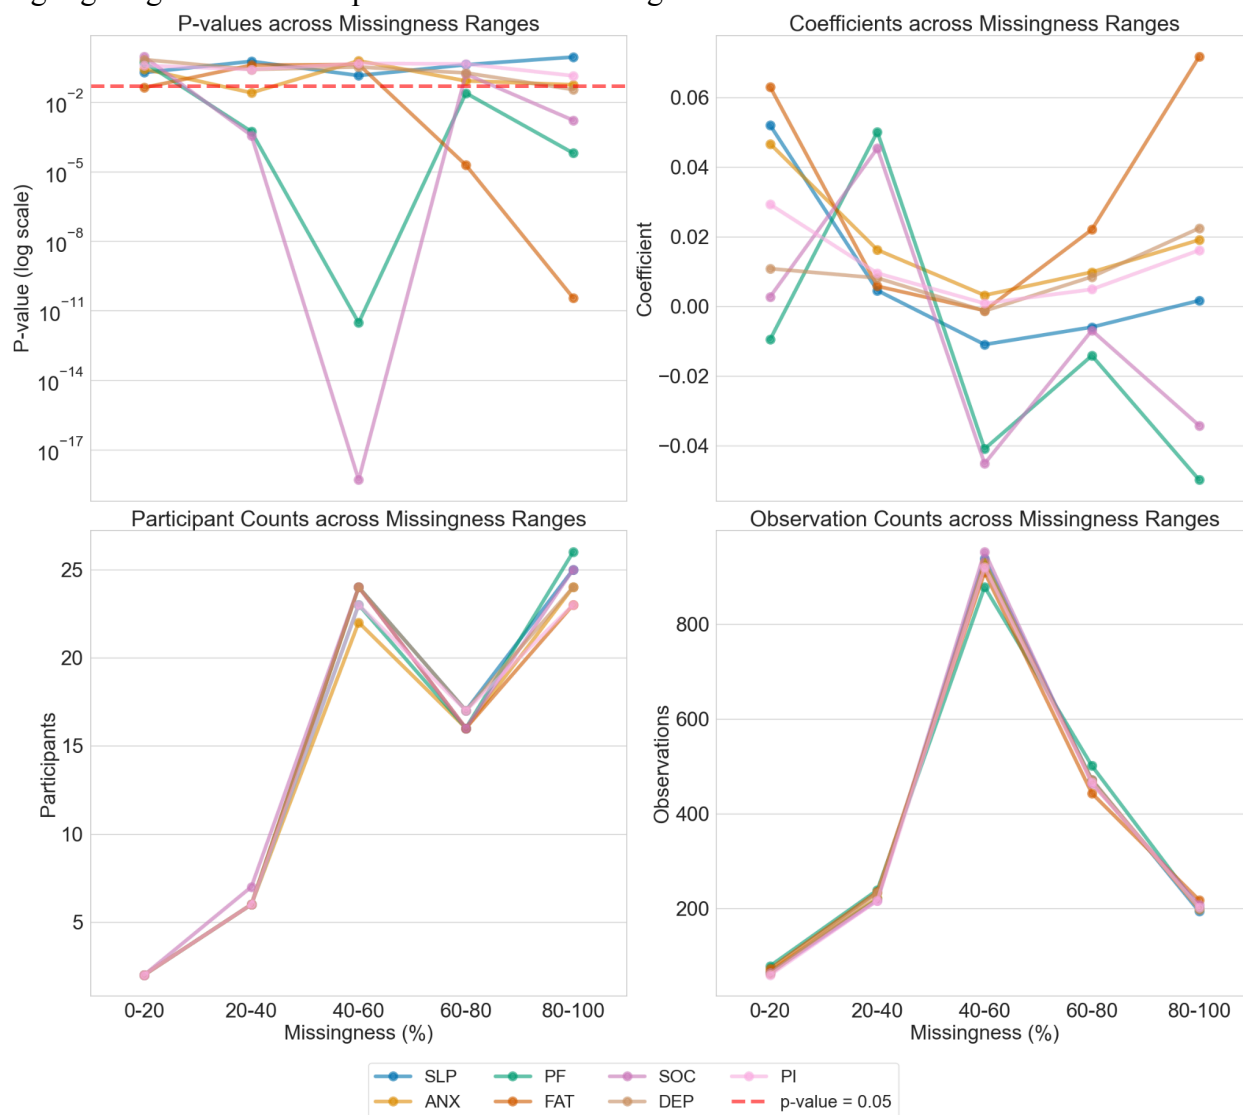 P-values across Missingness Ranges
P-value (log scale)
10⁻²
10⁻⁵
10⁻⁸
10⁻¹¹
10⁻¹⁴
10⁻¹⁷
Coefficients across Missingness Ranges
Coefficient
0.06
0.04
0.02
0.00
−0.02
−0.04
Participant Counts across Missingness Ranges
Participants
25
20
15
10
5
0-20 20-40 40-60 60-80 80-100
Missingness (%)
Observation Counts across Missingness Ranges
Observations
800
600
400
200
0-20 20-40 40-60 60-80 80-100
Missingness (%)
SLP PF SOC PI
ANX FAT DEP p-value = 0.05